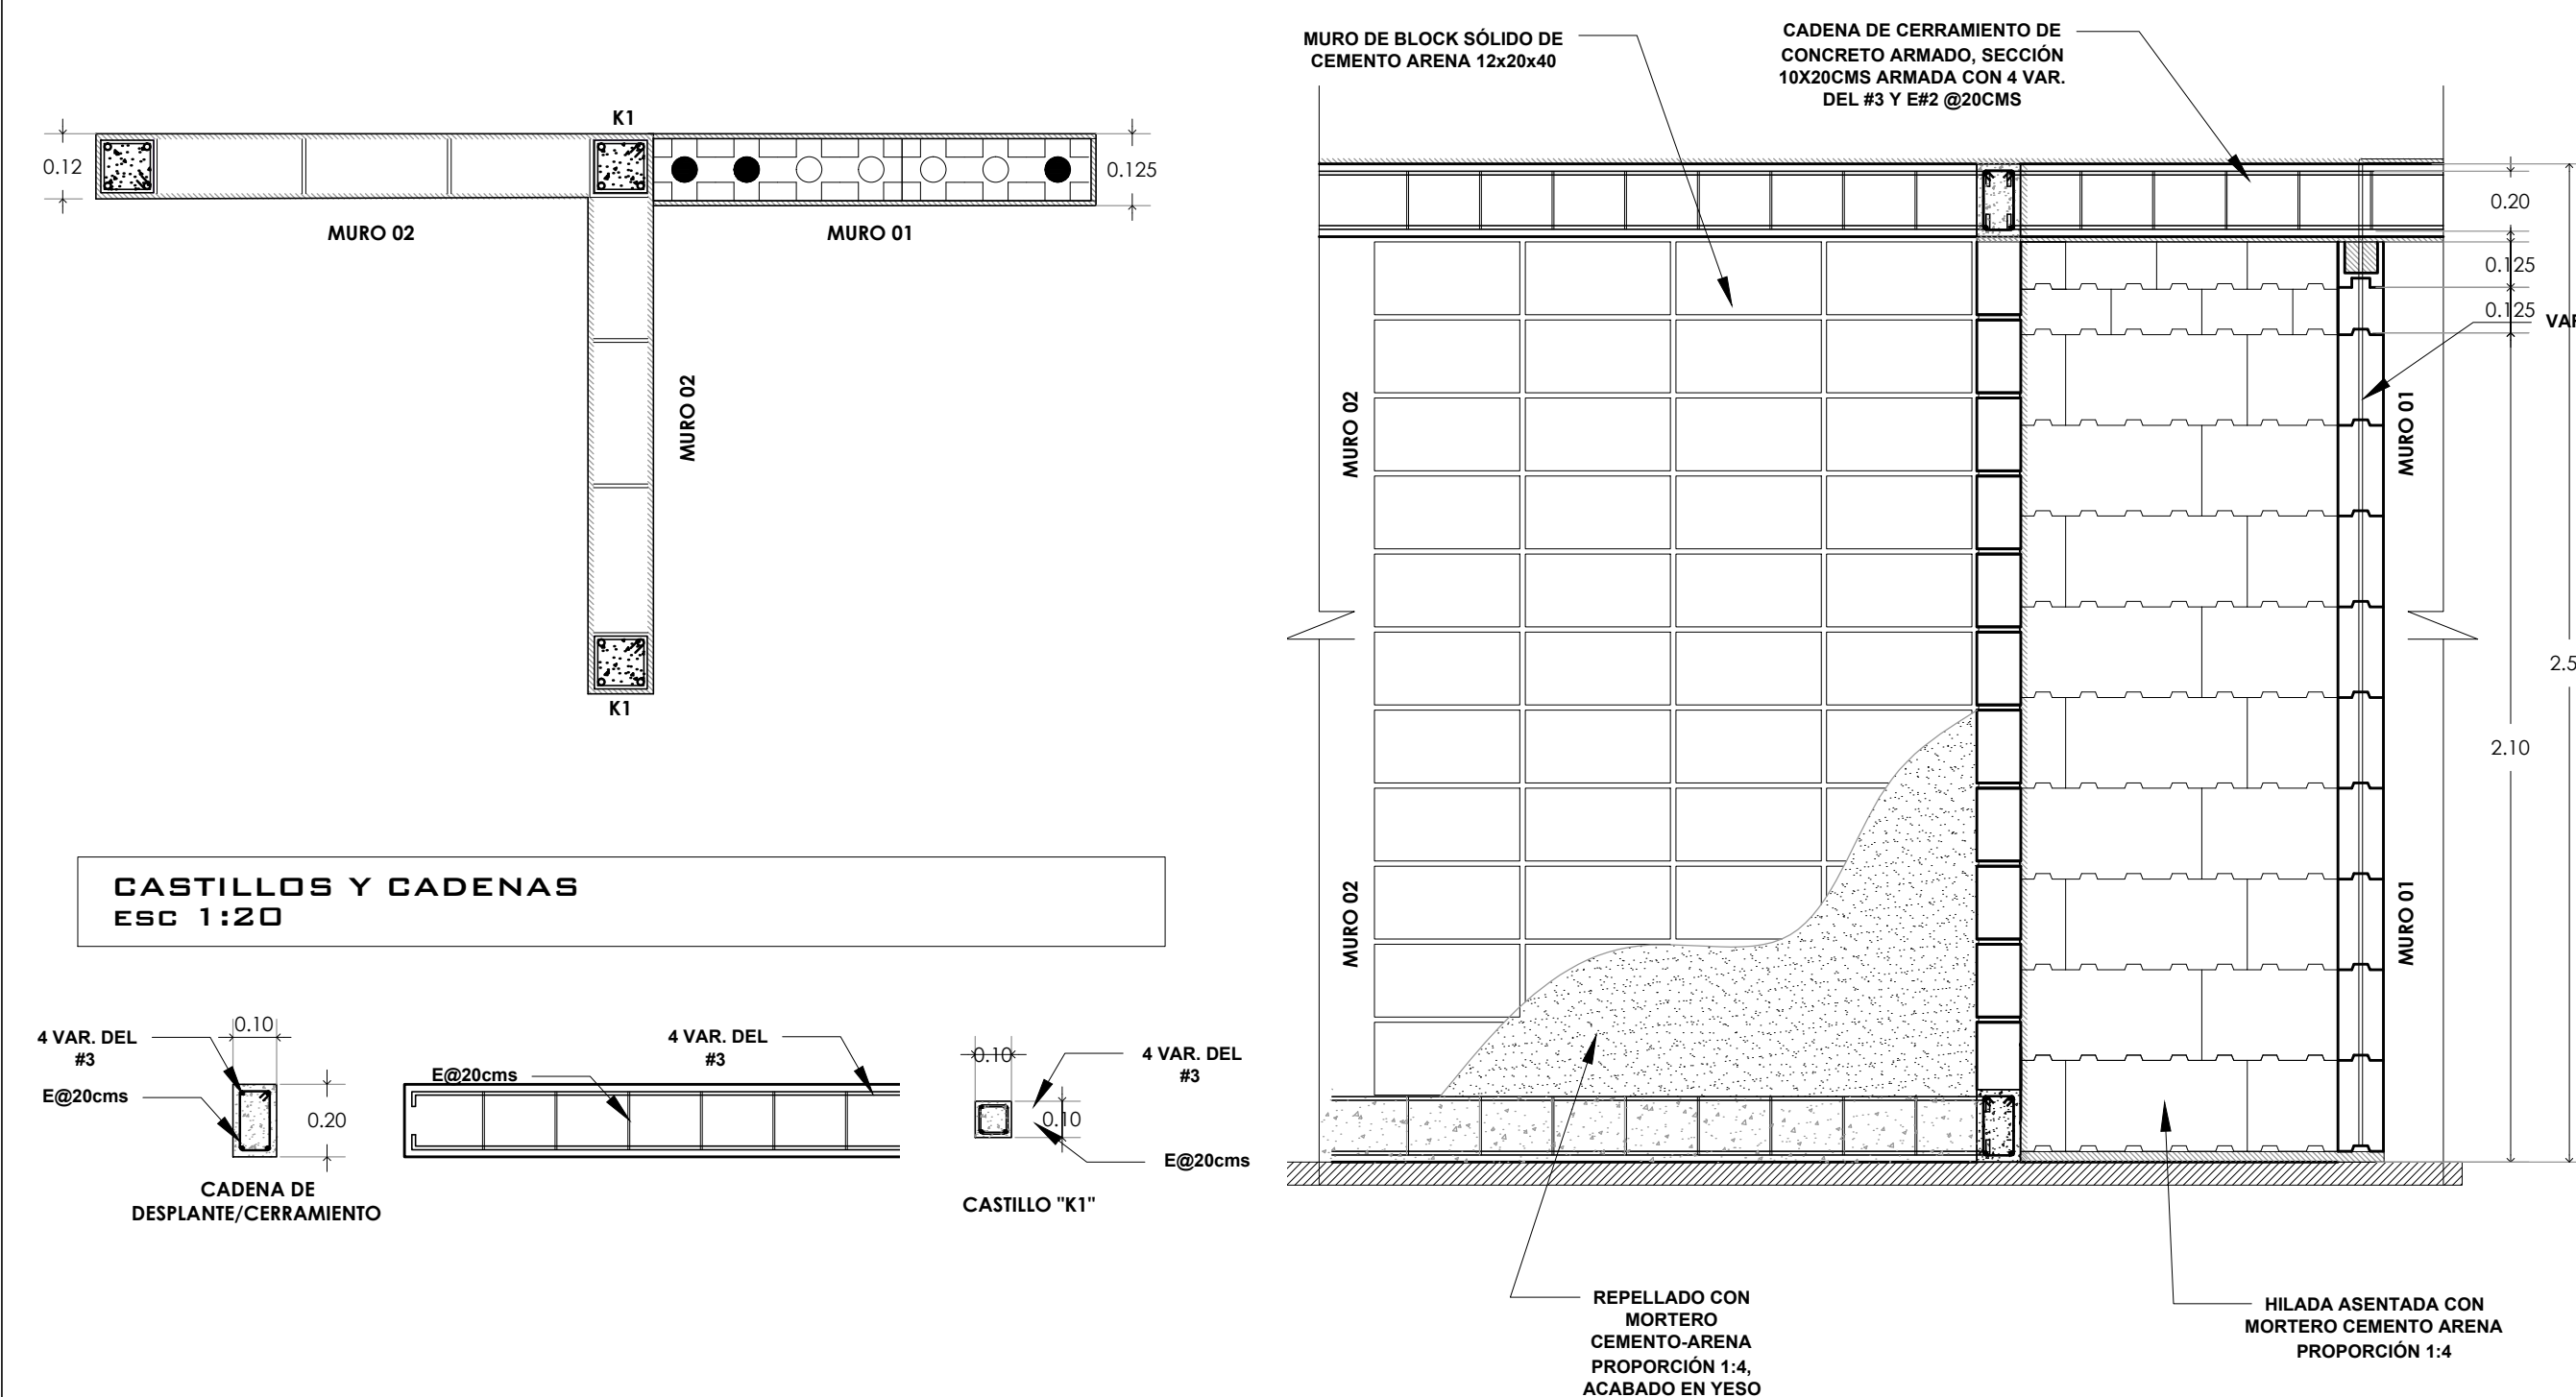 K1
0.12
0.125
MURO 02
MURO 01
MURO 02
K1
CASTILLOS Y CADENAS
ESC 1:20
4 VAR. DEL
#3
E@20cms
0.10
0.20
CADENA DE
DESPLANTE/CERRAMIENTO
4 VAR. DEL
#3
E@20cms
0.10
0.10
4 VAR. DEL
#3
E@20cms
CASTILLO "K1"
MURO DE BLOCK SÓLIDO DE
CEMENTO ARENA 12x20x40
CADENA DE CERRAMIENTO DE
CONCRETO ARMADO, SECCIÓN
10X20CMS ARMADA CON 4 VAR.
DEL #3 Y E#2 @20CMS
0.20
0.125
0.125
MURO 02
MURO 01
2.10
MURO 02
MURO 01
REPELLADO CON
MORTERO
CEMENTO-ARENA
PROPORCIÓN 1:4,
ACABADO EN YESO
HILADA ASENTADA CON
MORTERO CEMENTO ARENA
PROPORCIÓN 1:4